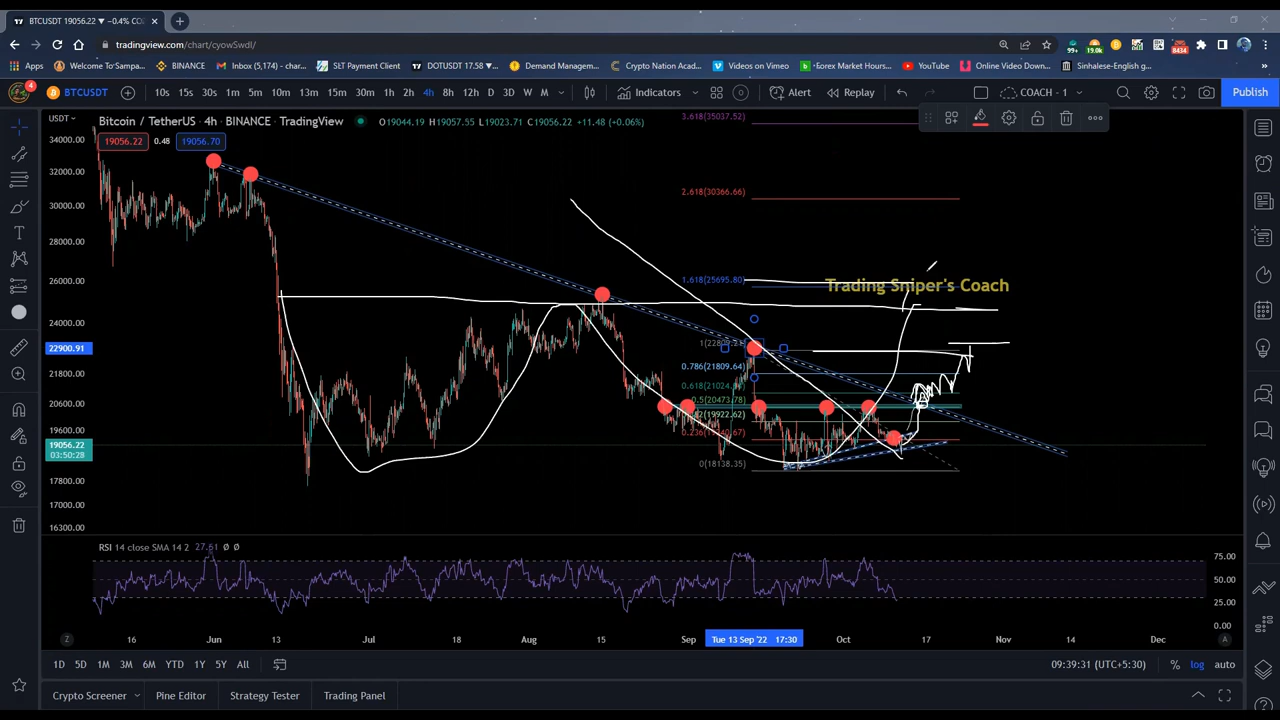 BTCUSDT 19056.22 ▼ −0.4% CO
tradingview.com/chart/cyowSwdl/
99+ 19.0k 8434
Apps Welcome To Sampa... BINANCE Inbox (5,174) - char... SLT Payment Client DOTUSDT 17.58 ▼... Demand Managem... Crypto Nation Acad... Videos on Vimeo Forex Market Hours... YouTube Online Video Down... Sinhalese-English g...
4 BTCUSDT 10s 15s 30s 1m 5m 10m 13m 15m 30m 1h 2h 4h 8h 12h D 3D W M Indicators Alert Replay COACH - 1 Publish
USDT Bitcoin / TetherUS · 4h · BINANCE · TradingView O19044.19 H19057.55 L19023.71 C19056.22 +11.48 (+0.06%)
19056.22 0.48 19056.70
3.618(35037.52)
34000.00
32000.00
2.618(30366.66)
30000.00
28000.00
26000.00
1.618(25695.80)
Trading Sniper's Coach
24000.00
22900.91
0.786(21809.64)
21800.00
0.5(20473.78)
20600.00
19600.00
19056.22
03:50:28
0(18138.35)
17800.00
17000.00
16300.00
RSI 14 close SMA 14 2 27.51 Ø Ø
75.00
50.00
25.00
0.00
Z 16 Jun 13 Jul 18 Aug 15 Sep Tue 13 Sep '22 17:30 Oct 17 Nov 14 Dec A
1D 5D 1M 3M 6M YTD 1Y 5Y All 09:39:31 (UTC+5:30) % log auto
Crypto Screener Pine Editor Strategy Tester Trading Panel